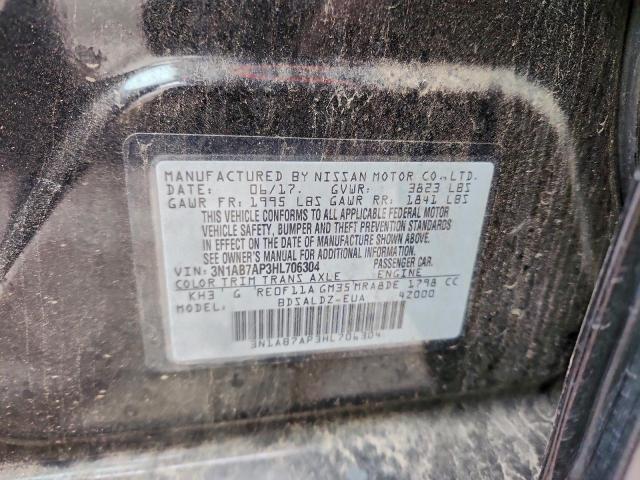 MANUFACTURED BY NISSAN MOTOR CO.,LTD.
DATE: 06/17. GVWR: 3823 LBS
GAWR FR: 1995 LBS GAWR RR: 1841 LBS
THIS VEHICLE CONFORMS TO ALL APPLICABLE FEDERAL MOTOR
VEHICLE SAFETY, BUMPER AND THEFT PREVENTION STANDARDS
IN EFFECT ON THE DATE OF MANUFACTURE SHOWN ABOVE.
SEE OWNER'S MANUAL FOR ADDITIONAL INFORMATION.
VIN: 3N1AB7AP3HL706304 PASSENGER CAR
COLOR TRIM TRANS AXLE ENGINE
KH3 G RE0F11A GM35 MRA8DE 1798 CC
MODEL: BDSALDZ-EUA 42000
3N1AB7AP3HL706304